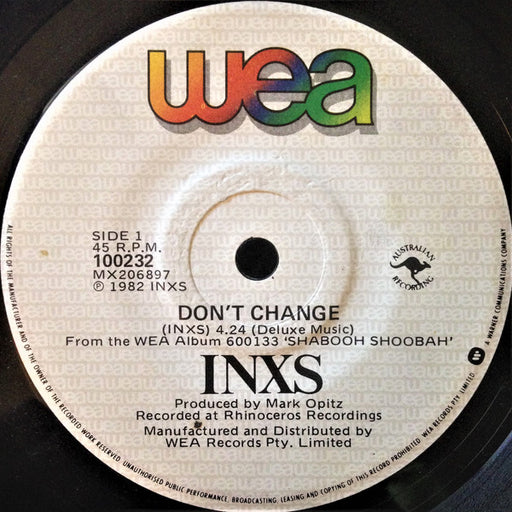 wea
SIDE 1
45 R.P.M.
100232
MX206897
℗ 1982 INXS
AUSTRALIAN
RECORDING
DON'T CHANGE
(INXS) 4.24 (Deluxe Music)
From the WEA Album 600133 'SHABOOH SHOOBAH'
INXS
Produced by Mark Opitz
Recorded at Rhinoceros Recordings
Manufactured and Distributed by
WEA Records Pty. Limited
ALL RIGHTS OF THE MANUFACTURER AND OF THE OWNER OF THE RECORDED WORK RESERVED. UNAUTHORISED PUBLIC PERFORMANCE, BROADCASTING, LEASING AND COPYING OF THIS RECORD PROHIBITED. WEA RECORDS PTY. LIMITED
A WARNER COMMUNICATIONS COMPANY